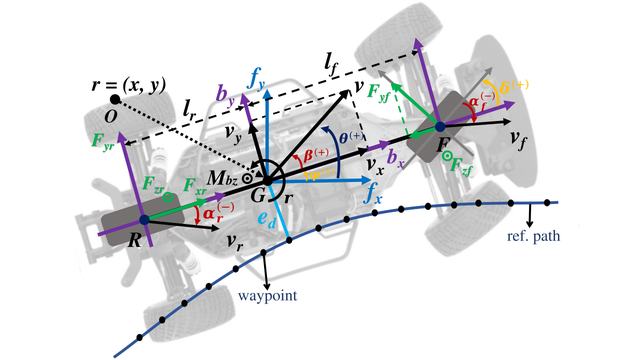 r = (x, y)
O
l_r
l_f
b_y
f_y
v
v_y
F_yr
F_yf
α_f^(-)
δ^(+)
θ^(+)
β^(+)
v_f
F
F_zf
v_x
b_x
M_bz
G
r
f_x
F_zr
F_xr
α_r^(-)
e_d
R
v_r
ref. path
waypoint